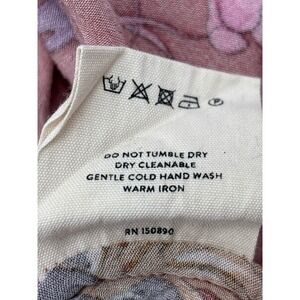 DO NOT TUMBLE DRY
DRY CLEANABLE
GENTLE COLD HAND WASH
WARM IRON
RN 150890